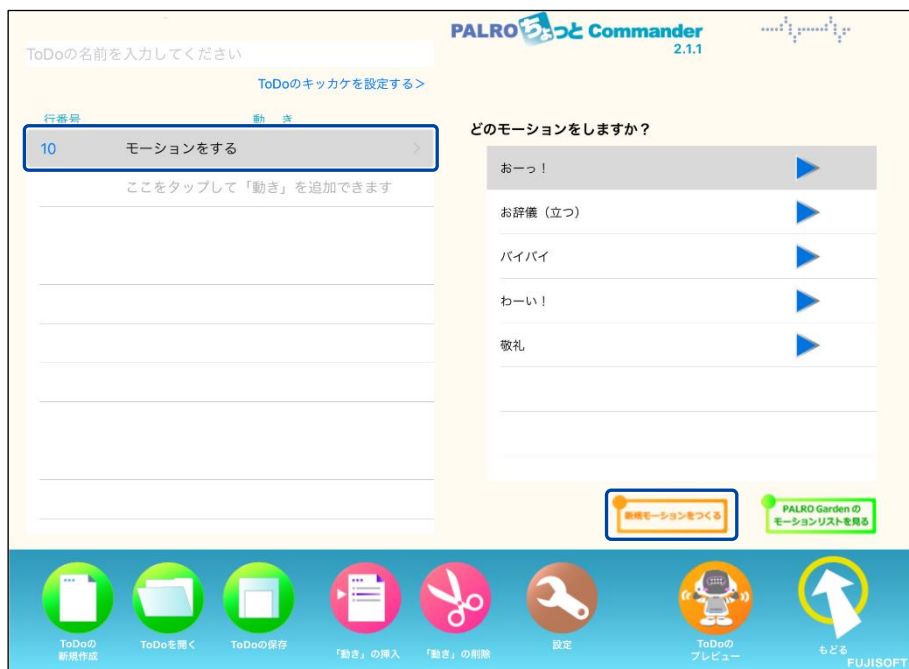 PALROちょっと Commander
2.1.1
ToDoの名前を入力してください
ToDoのキッカケを設定する>
行番号 動 き
10 モーションをする
ここをタップして「動き」を追加できます
どのモーションをしますか？
おーっ！
お辞儀（立つ）
バイバイ
わーい！
敬礼
新規モーションをつくる
PALRO Garden の
モーションリストを見る
ToDoの
新規作成
ToDoを開く
ToDoの保存
「動き」の挿入
「動き」の削除
設定
ToDoの
プレビュー
もどる
FUJISOFT